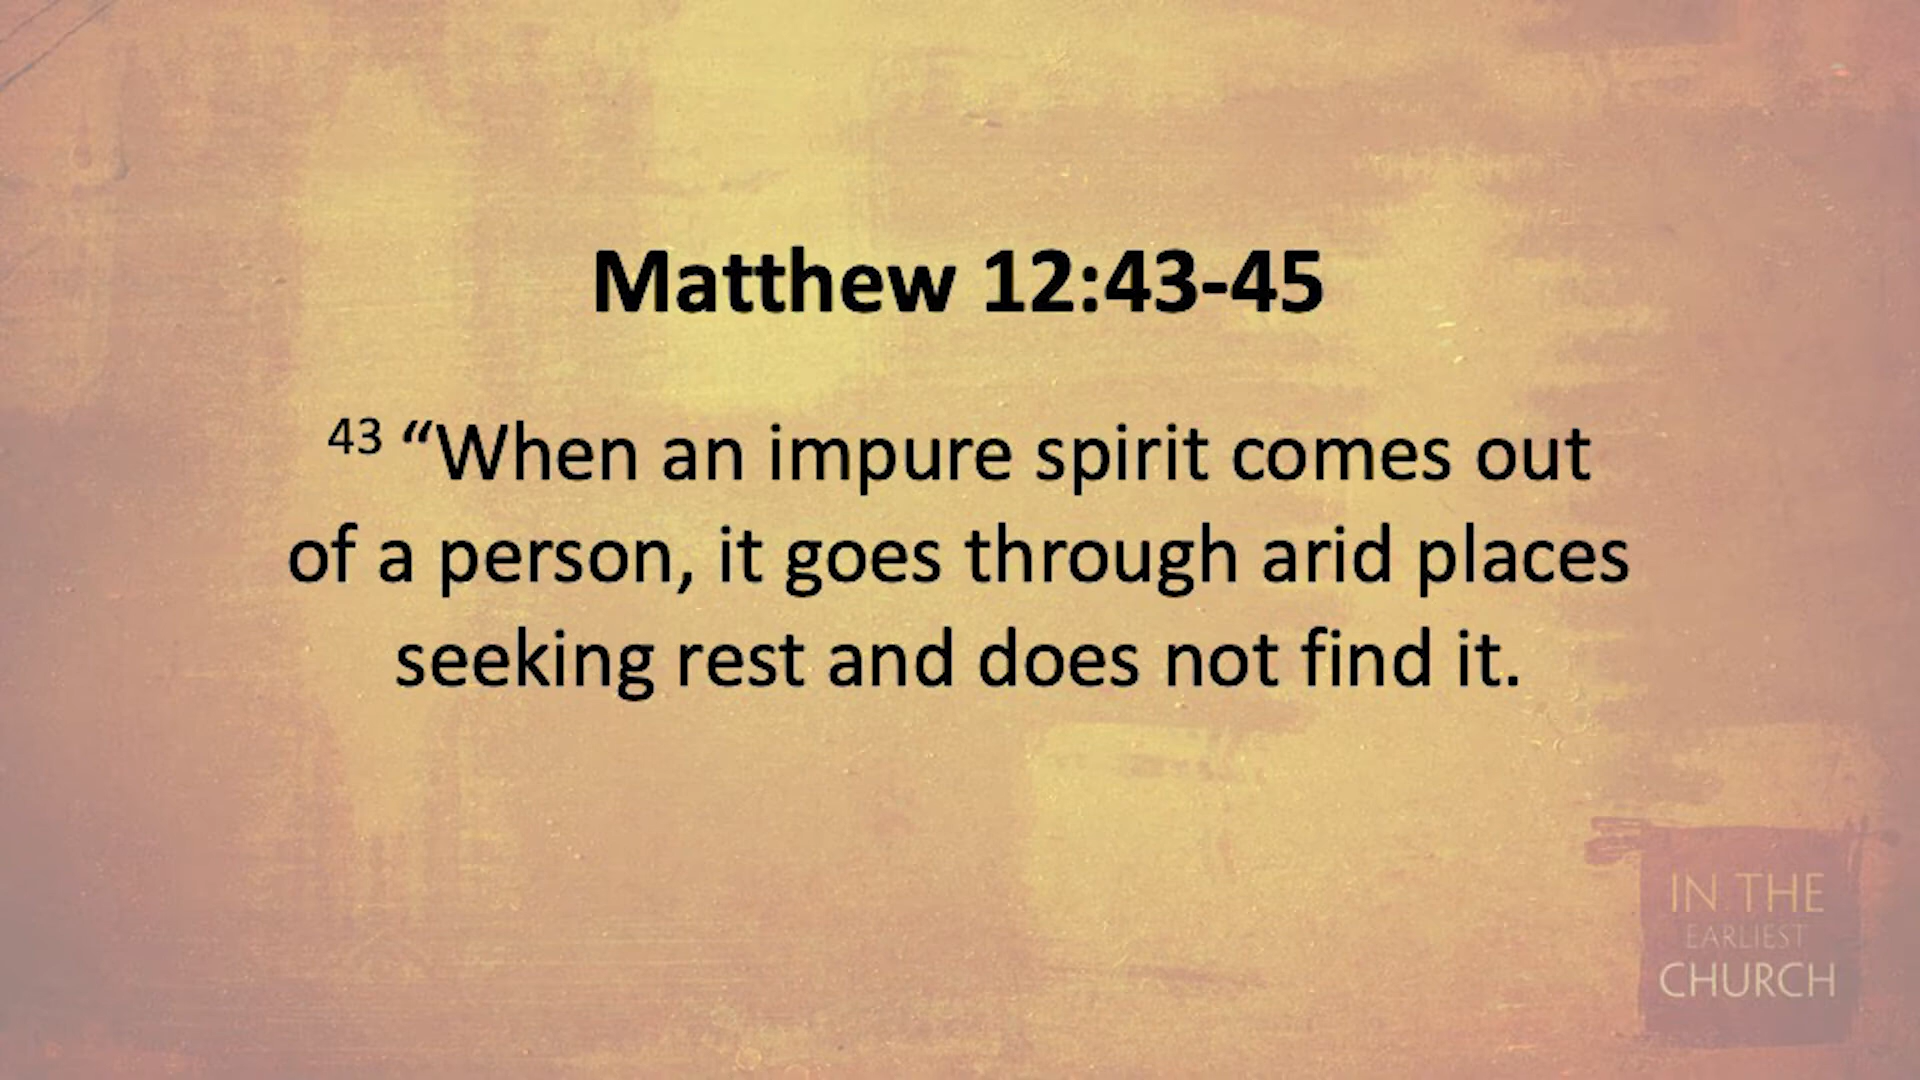 Matthew 12:43-45
43 “When an impure spirit comes out
of a person, it goes through arid places
seeking rest and does not find it.
IN THE
EARLIEST
CHURCH